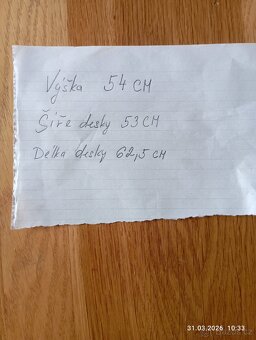 Výška 54 CM
Šíře desky 53 CM
Délka desky 62,5 CM
31.03.2026 10:33